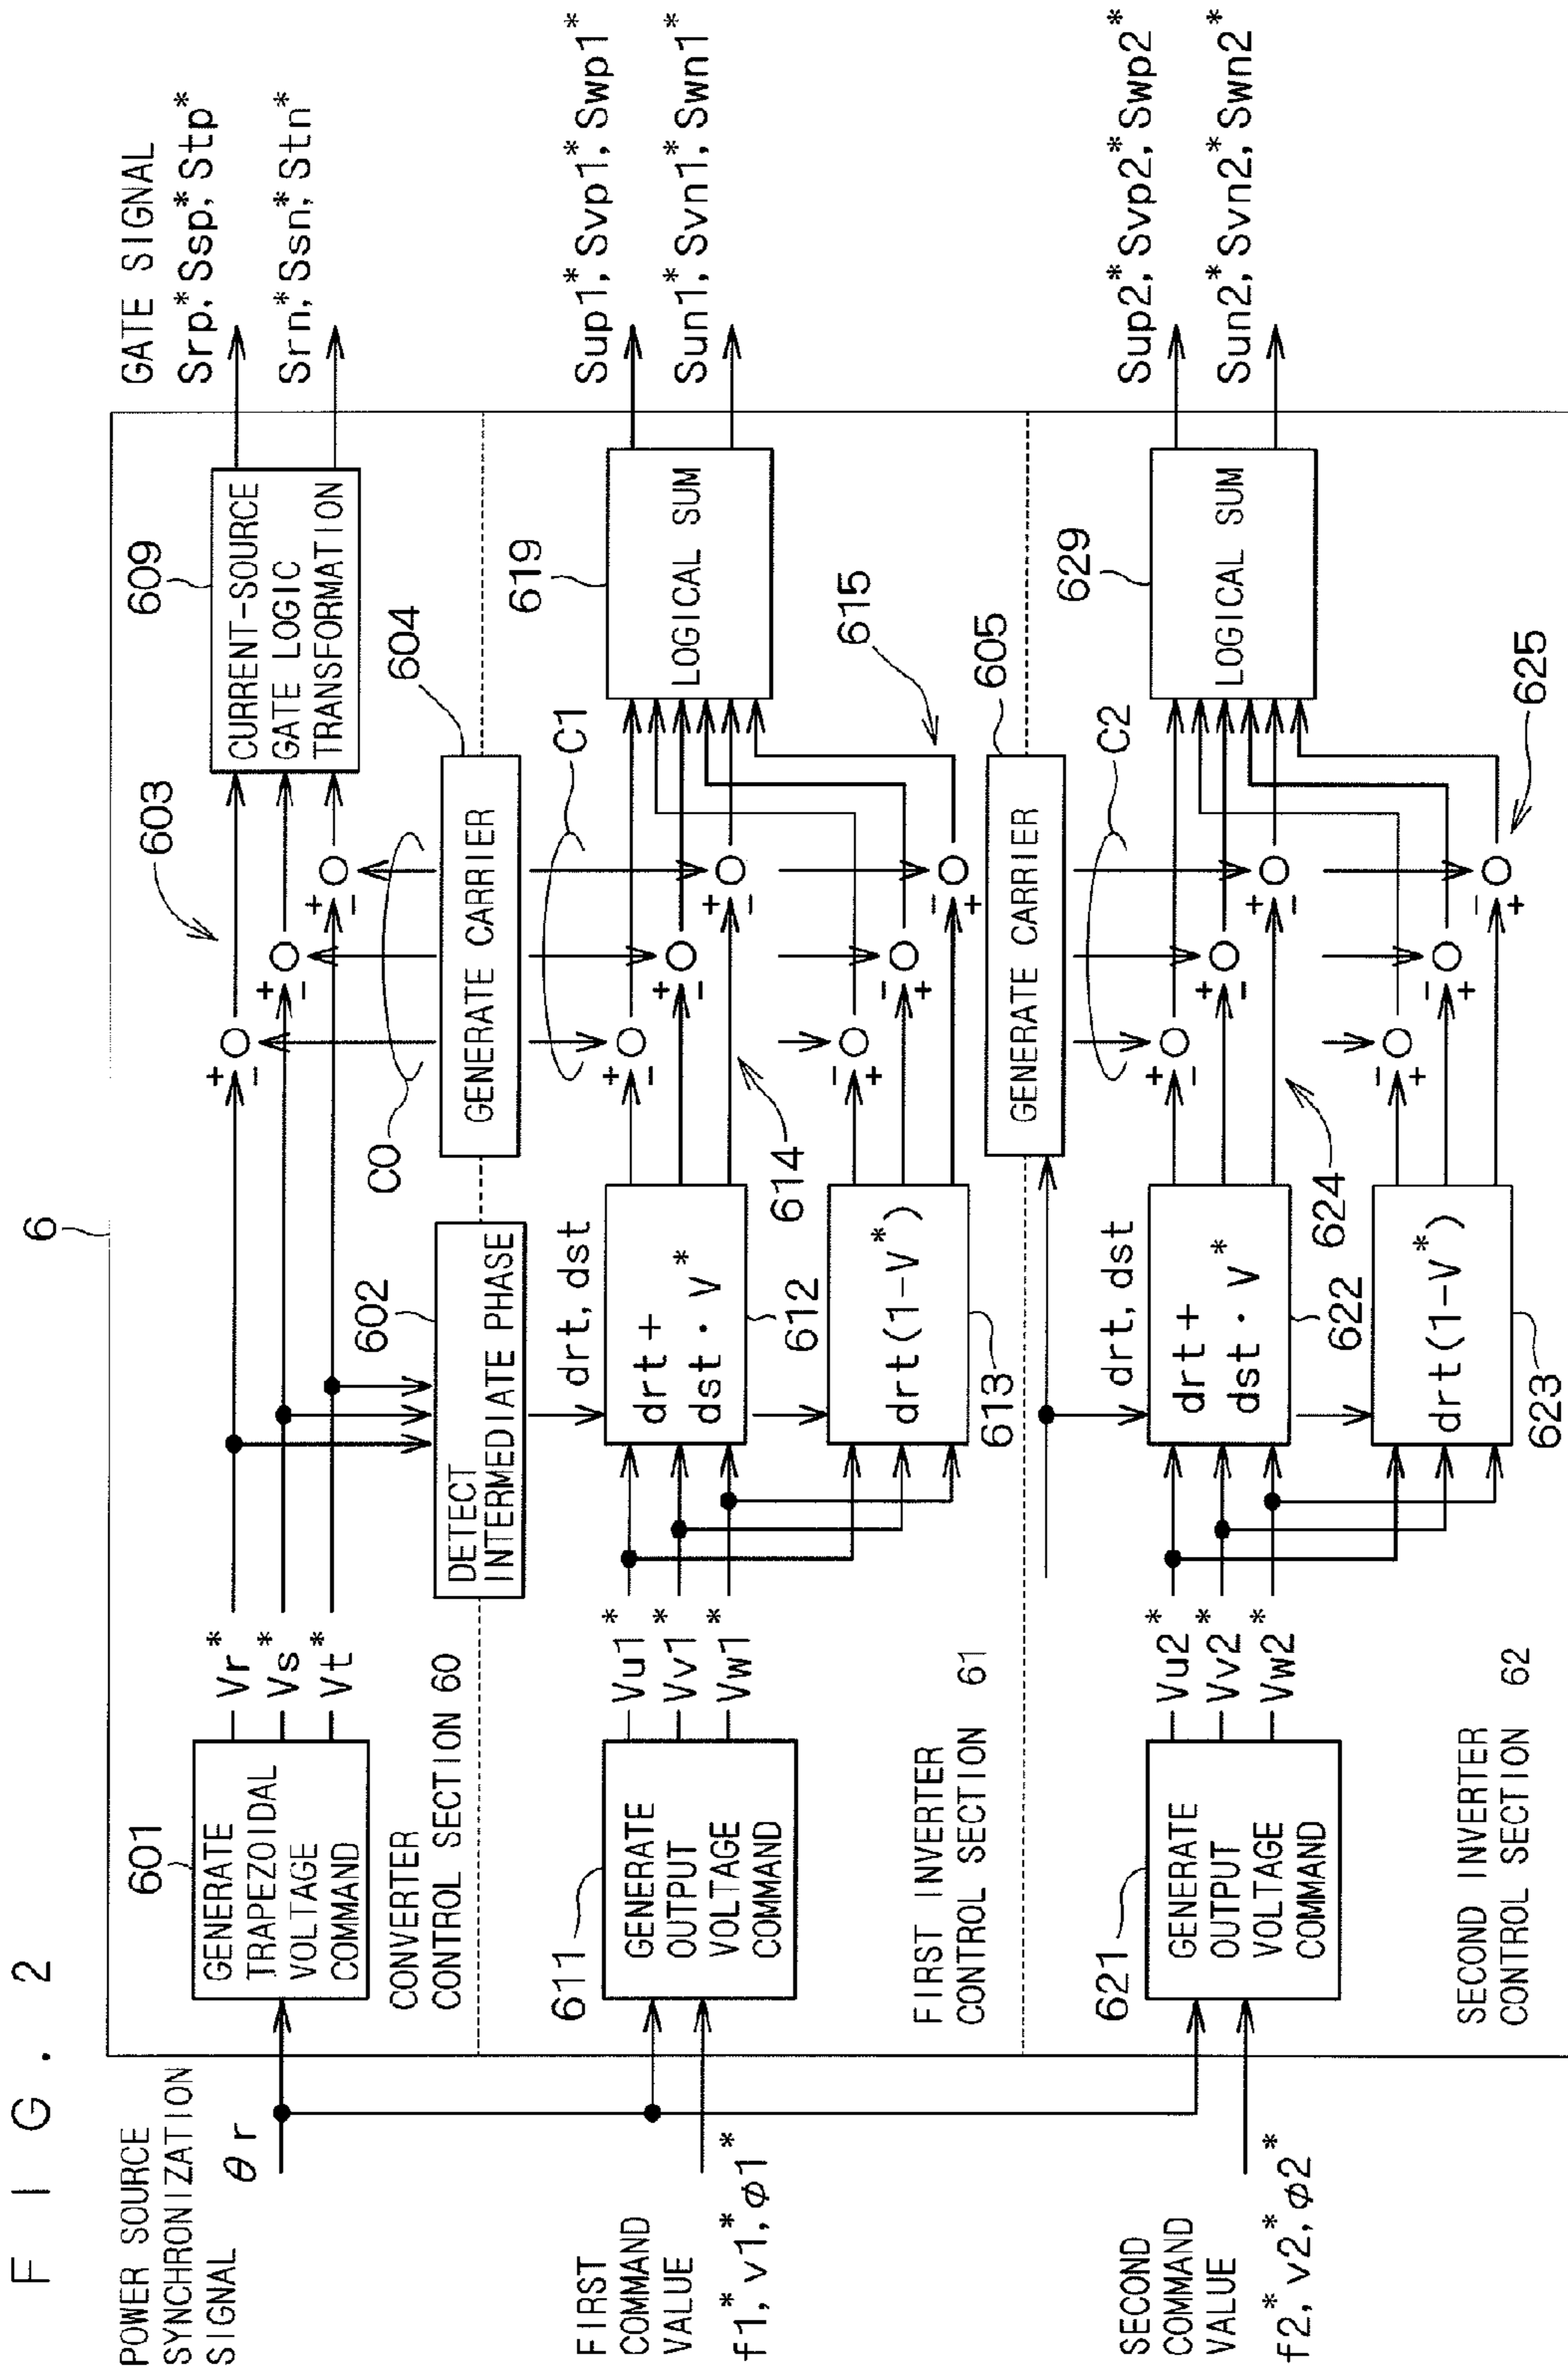 FIG. 2
POWER SOURCE
SYNCHRONIZATION
SIGNAL
θr
6
GATE SIGNAL
601
GENERATE
TRAPEZOIDAL
VOLTAGE
COMMAND
Vr*
Vs*
Vt*
603
609
CURRENT-SOURCE
GATE LOGIC
TRANSFORMATION
Srp*, Ssp*, Stp*
Srn*, Ssn*, Stn*
+
-
+
-
+
-
C0
CONVERTER
CONTROL SECTION 60
602
DETECT
INTERMEDIATE PHASE
604
GENERATE CARRIER
C1
drt, dst
FIRST
COMMAND
VALUE
f1*, v1*, φ1*
611
GENERATE
OUTPUT
VOLTAGE
COMMAND
Vu1*
Vv1*
Vw1*
drt +
dst · V*
612
614
+
-
+
-
+
-
619
LOGICAL SUM
Sup1*, Svp1*, Swp1*
Sun1*, Svn1*, Swn1*
drt(1-V*)
613
-
+
-
+
-
+
615
FIRST INVERTER
CONTROL SECTION 61
605
GENERATE CARRIER
C2
drt, dst
SECOND
COMMAND
VALUE
f2*, v2*, φ2*
621
GENERATE
OUTPUT
VOLTAGE
COMMAND
Vu2*
Vv2*
Vw2*
drt +
dst · V*
622
624
+
-
+
-
+
-
629
LOGICAL SUM
Sup2*, Svp2*, Swp2*
Sun2*, Svn2*, Swn2*
drt(1-V*)
623
-
+
-
+
-
+
625
SECOND INVERTER
CONTROL SECTION 62